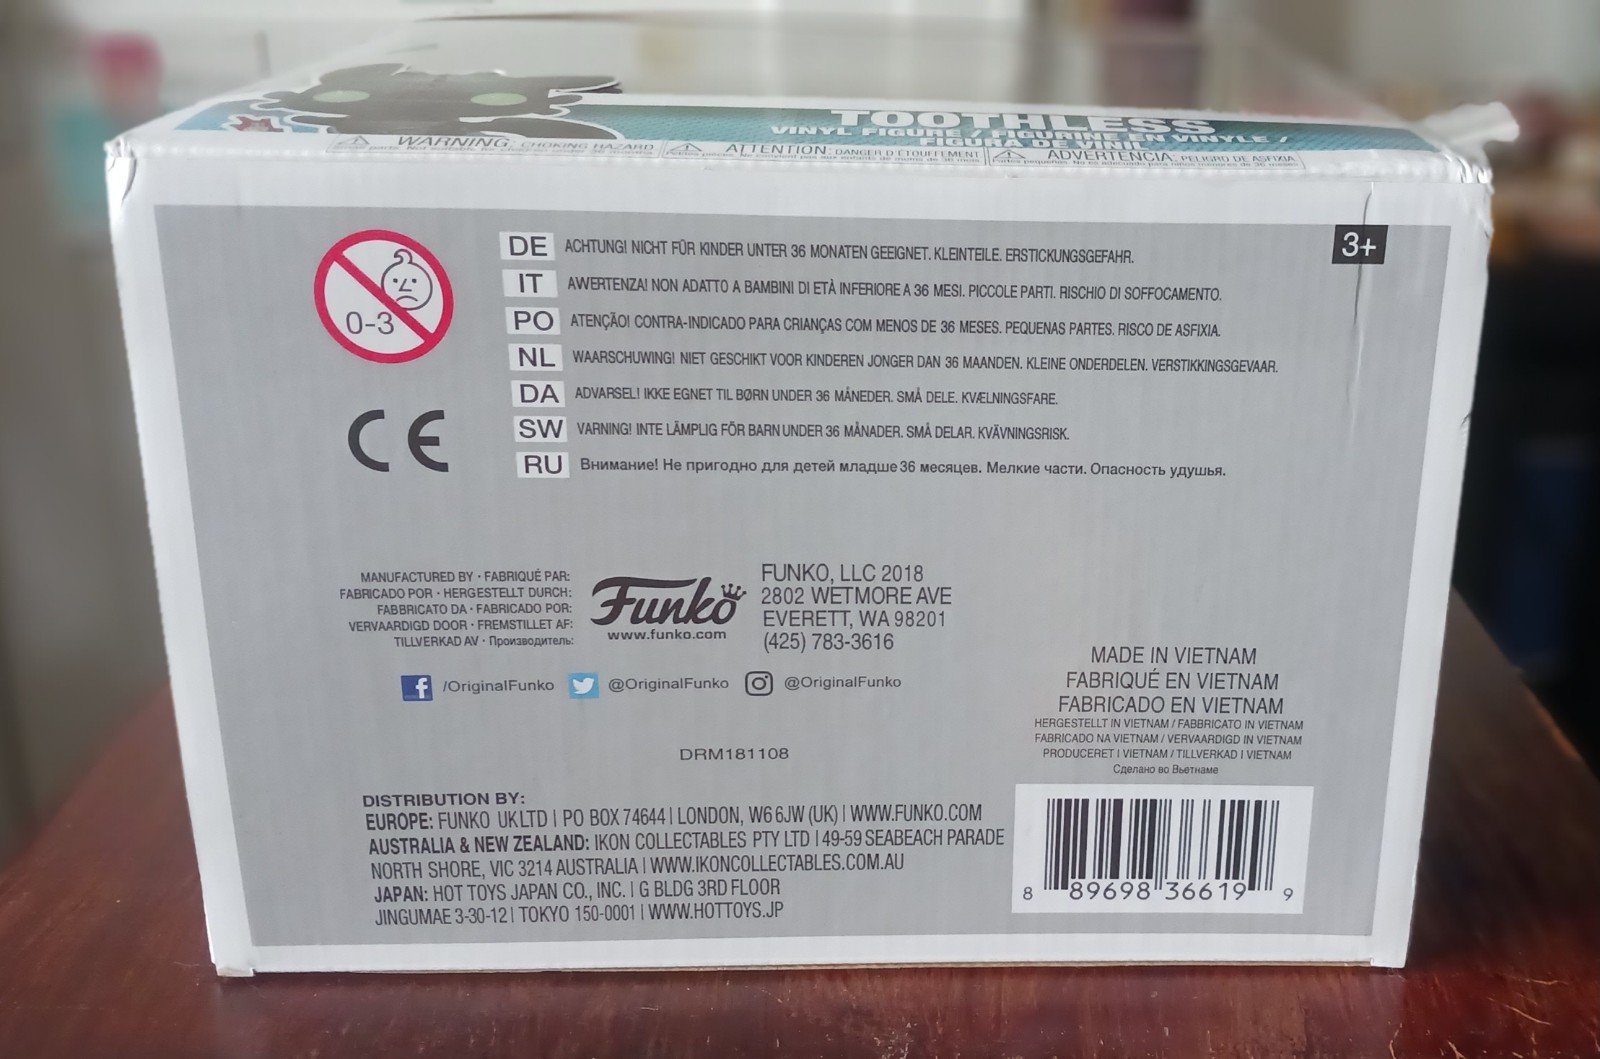 TOOTHLESS
VINYL FIGURE / FIGURINE EN VINYLE /
FIGURA DE VINIL
WARNING: CHOKING HAZARD
ATTENTION: DANGER D'ÉTOUFFEMENT
ADVERTENCIA: PELIGRO DE ASFIXIA
3+
0-3
DE ACHTUNG! NICHT FÜR KINDER UNTER 36 MONATEN GEEIGNET. KLEINTEILE. ERSTICKUNGSGEFAHR.
IT AVVERTENZA! NON ADATTO A BAMBINI DI ETÀ INFERIORE A 36 MESI. PICCOLE PARTI. RISCHIO DI SOFFOCAMENTO.
PO ATENÇÃO! CONTRA-INDICADO PARA CRIANÇAS COM MENOS DE 36 MESES. PEQUENAS PARTES. RISCO DE ASFIXIA.
NL WAARSCHUWING! NIET GESCHIKT VOOR KINDEREN JONGER DAN 36 MAANDEN. KLEINE ONDERDELEN. VERSTIKKINGSGEVAAR.
DA ADVARSEL! IKKE EGNET TIL BØRN UNDER 36 MÅNEDER. SMÅ DELE. KVÆLNINGSFARE.
SW VARNING! INTE LÄMPLIG FÖR BARN UNDER 36 MÅNADER. SMÅ DELAR. KVÄVNINGSRISK.
RU Внимание! Не пригодно для детей младше 36 месяцев. Мелкие части. Опасность удушья.
CE
MANUFACTURED BY · FABRIQUÉ PAR:
FABRICADO POR · HERGESTELLT DURCH:
FABBRICATO DA · FABRICADO POR:
VERVAARDIGD DOOR · FREMSTILLET AF:
TILLVERKAD AV · Производитель:
Funko
www.funko.com
FUNKO, LLC 2018
2802 WETMORE AVE
EVERETT, WA 98201
(425) 783-3616
/OriginalFunko @OriginalFunko @OriginalFunko
MADE IN VIETNAM
FABRIQUÉ EN VIETNAM
FABRICADO EN VIETNAM
HERGESTELLT IN VIETNAM / FABBRICATO IN VIETNAM
FABRICADO NA VIETNAM / VERVAARDIGD IN VIETNAM
PRODUCERET I VIETNAM / TILLVERKAD I VIETNAM
Сделано во Вьетнаме
DRM181108
DISTRIBUTION BY:
EUROPE: FUNKO UK LTD | PO BOX 74644 | LONDON, W6 6JW (UK) | WWW.FUNKO.COM
AUSTRALIA & NEW ZEALAND: IKON COLLECTABLES PTY LTD | 49-59 SEABEACH PARADE
NORTH SHORE, VIC 3214 AUSTRALIA | WWW.IKONCOLLECTABLES.COM.AU
JAPAN: HOT TOYS JAPAN CO., INC. | G BLDG 3RD FLOOR
JINGUMAE 3-30-12 | TOKYO 150-0001 | WWW.HOTTOYS.JP
8 89698 36619 9